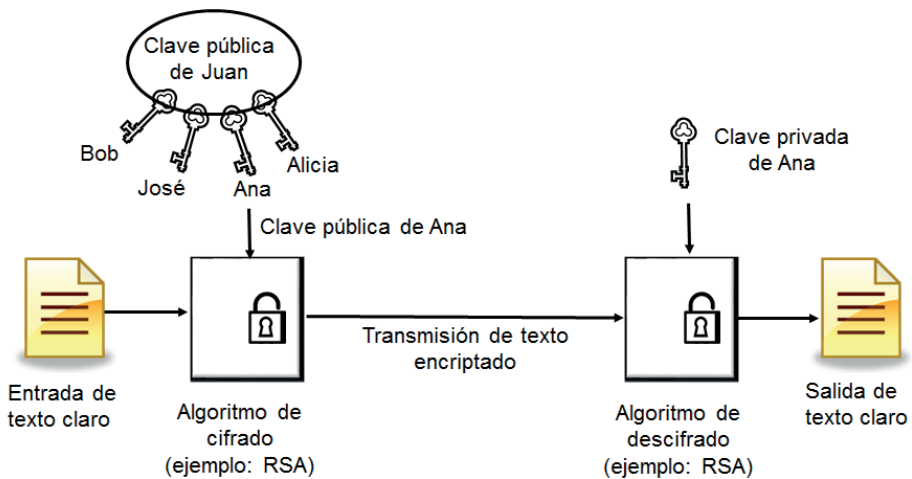 Clave pública
de Juan
Bob
José
Ana
Alicia
Clave pública de Ana
Clave privada
de Ana
Entrada de
texto claro
Algoritmo de
cifrado
(ejemplo: RSA)
Transmisión de texto
encriptado
Algoritmo de
descifrado
(ejemplo: RSA)
Salida de
texto claro